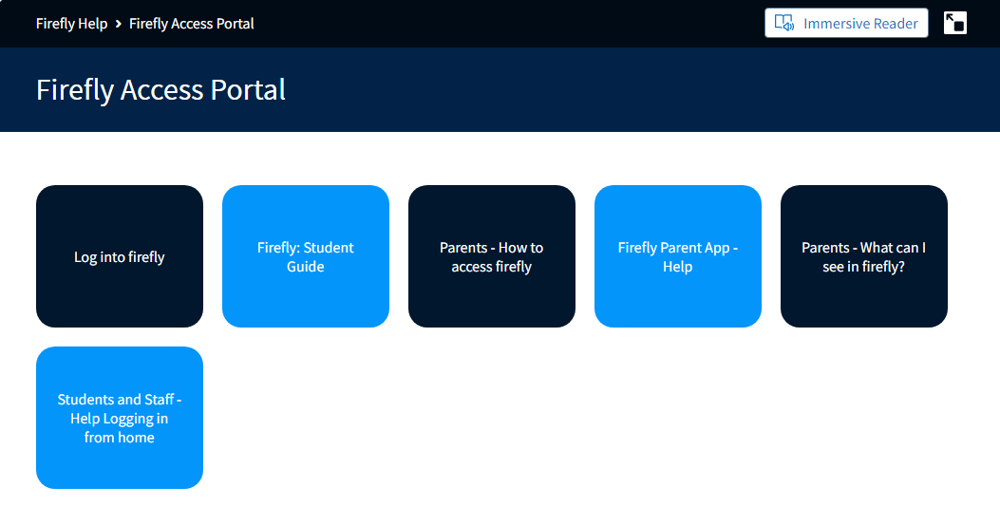 Firefly Help > Firefly Access Portal
Immersive Reader
Firefly Access Portal
Log into firefly
Firefly: Student
Guide
Parents - How to
access firefly
Firefly Parent App -
Help
Parents - What can I
see in firefly?
Students and Staff -
Help Logging in
from home